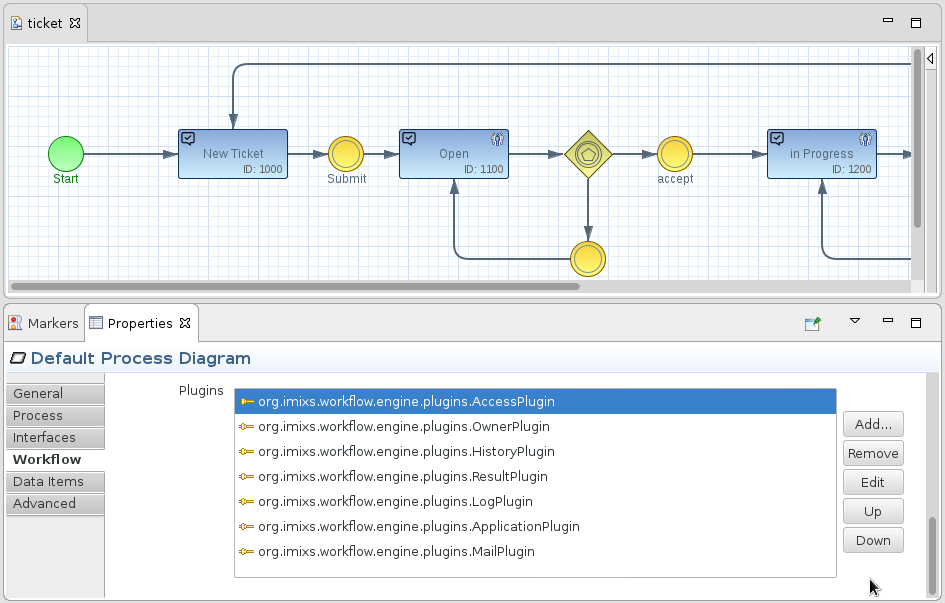 ticket
New Ticket
ID: 1000
Open
ID: 1100
in Progress
ID: 1200
Start
Submit
accept
Markers
Properties
Default Process Diagram
General
Process
Interfaces
Workflow
Data Items
Advanced
Plugins
org.imixs.workflow.engine.plugins.AccessPlugin
org.imixs.workflow.engine.plugins.OwnerPlugin
org.imixs.workflow.engine.plugins.HistoryPlugin
org.imixs.workflow.engine.plugins.ResultPlugin
org.imixs.workflow.engine.plugins.LogPlugin
org.imixs.workflow.engine.plugins.ApplicationPlugin
org.imixs.workflow.engine.plugins.MailPlugin
Add...
Remove
Edit
Up
Down